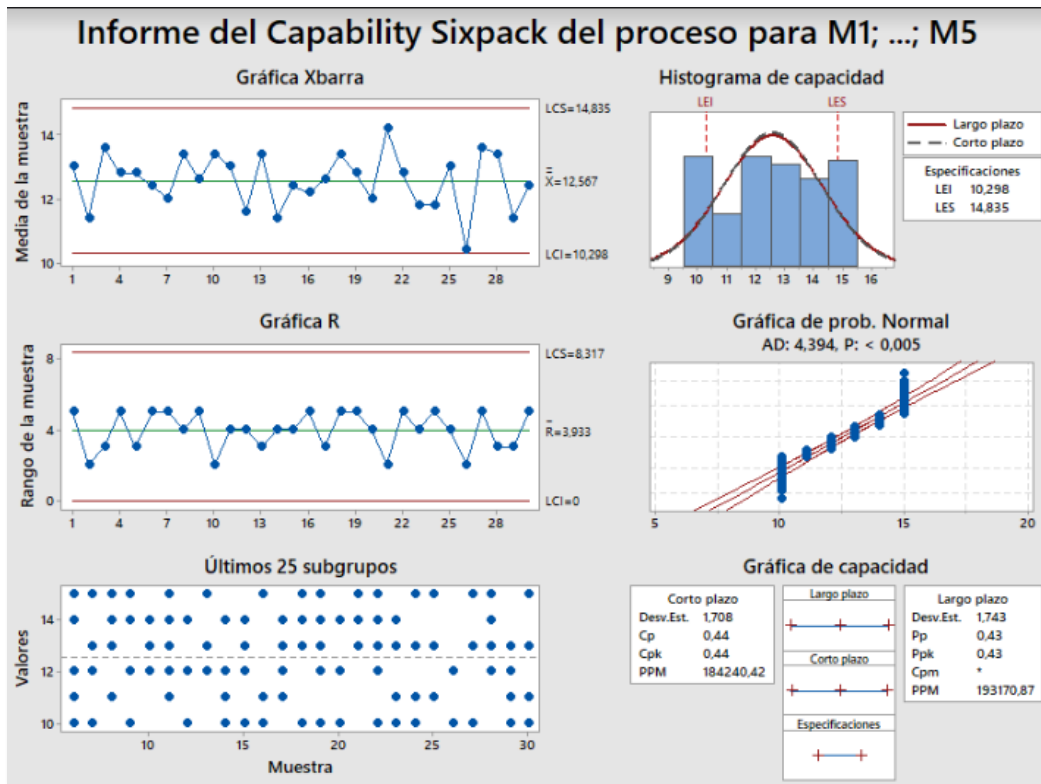 Informe del Capability Sixpack del proceso para M1; ...; M5
Gráfica Xbarra
Media de la muestra
14
12
10
1 4 7 10 13 16 19 22 25 28
LCS=14,835
X=12,567
LCI=10,298
Histograma de capacidad
LEI LES
9 10 11 12 13 14 15 16
Largo plazo
Corto plazo
Especificaciones
LEI 10,298
LES 14,835
Gráfica R
Rango de la muestra
8
4
0
1 4 7 10 13 16 19 22 25 28
LCS=8,317
R=3,933
LCI=0
Gráfica de prob. Normal
AD: 4,394, P: < 0,005
5 10 15 20
Últimos 25 subgrupos
Valores
14
12
10
10 15 20 25 30
Muestra
Gráfica de capacidad
Corto plazo
Desv.Est. 1,708
Cp 0,44
Cpk 0,44
PPM 184240,42
Largo plazo
Corto plazo
Especificaciones
Largo plazo
Desv.Est. 1,743
Pp 0,43
Ppk 0,43
Cpm *
PPM 193170,87